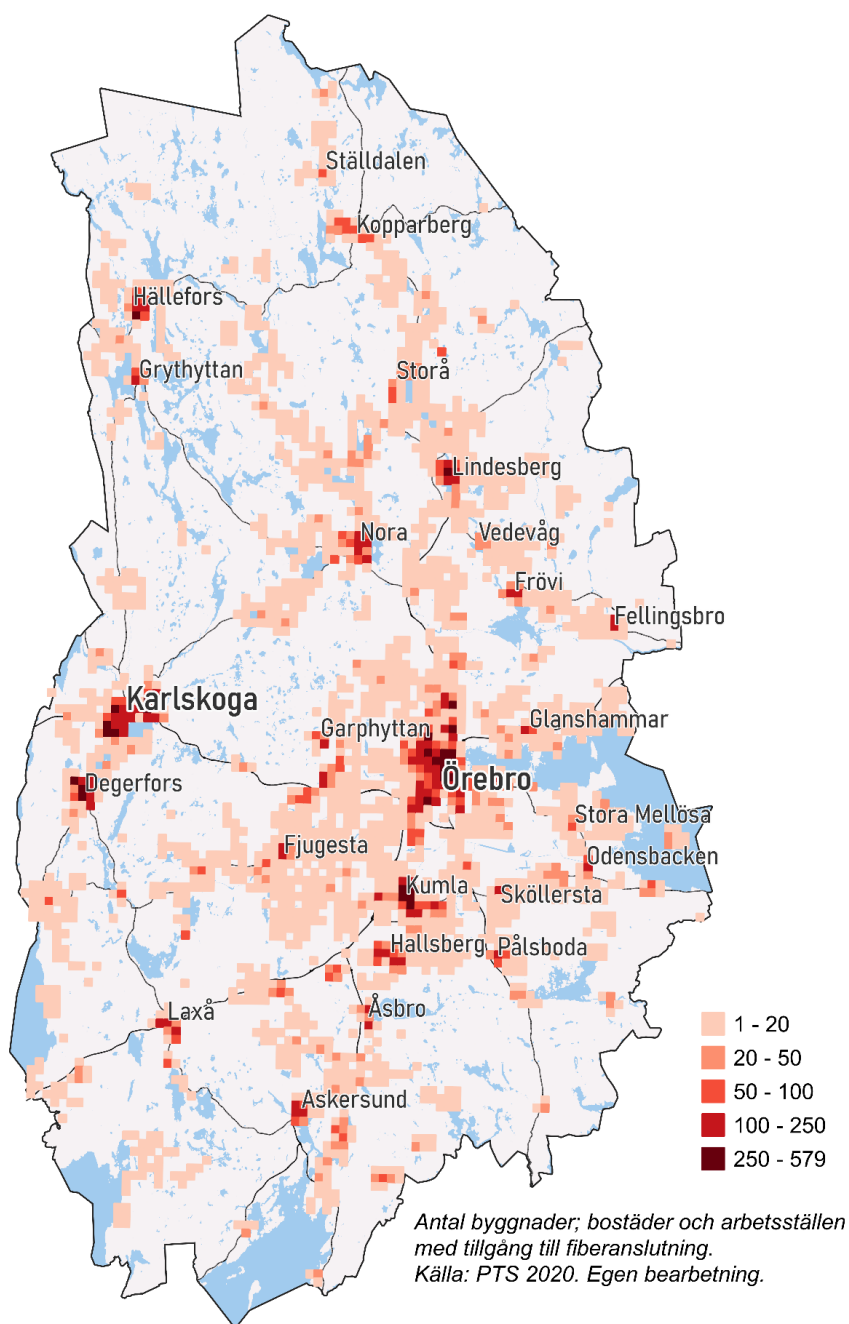 Ställdalen
Kopparberg
Hällefors
Grythyttan
Storå
Lindesberg
Nora
Vedevåg
Frövi
Fellingsbro
Karlskoga
Garphyttan
Glanshammar
Degerfors
Örebro
Stora Mellösa
Fjugesta
Odensbacken
Kumla
Sköllersta
Hallsberg
Pålsboda
Laxå
Åsbro
Askersund
1 - 20
20 - 50
50 - 100
100 - 250
250 - 579
Antal byggnader; bostäder och arbetsställen
med tillgång till fiberanslutning.
Källa: PTS 2020. Egen bearbetning.